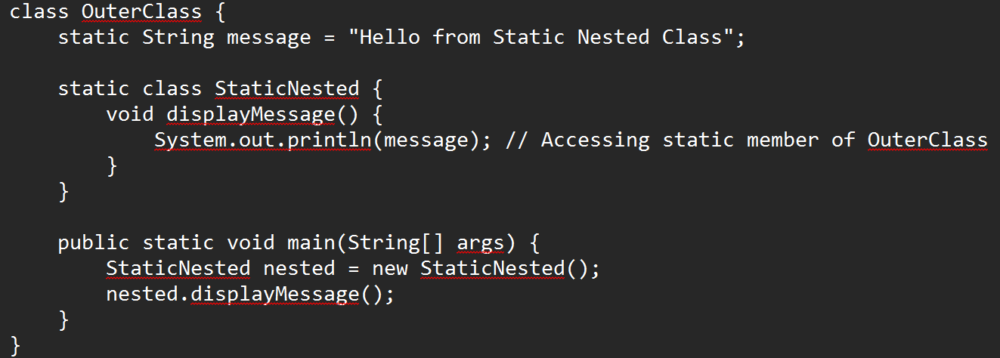 class OuterClass {
    static String message = "Hello from Static Nested Class";

    static class StaticNested {
        void displayMessage() {
            System.out.println(message); // Accessing static member of OuterClass
        }
    }

    public static void main(String[] args) {
        StaticNested nested = new StaticNested();
        nested.displayMessage();
    }
}